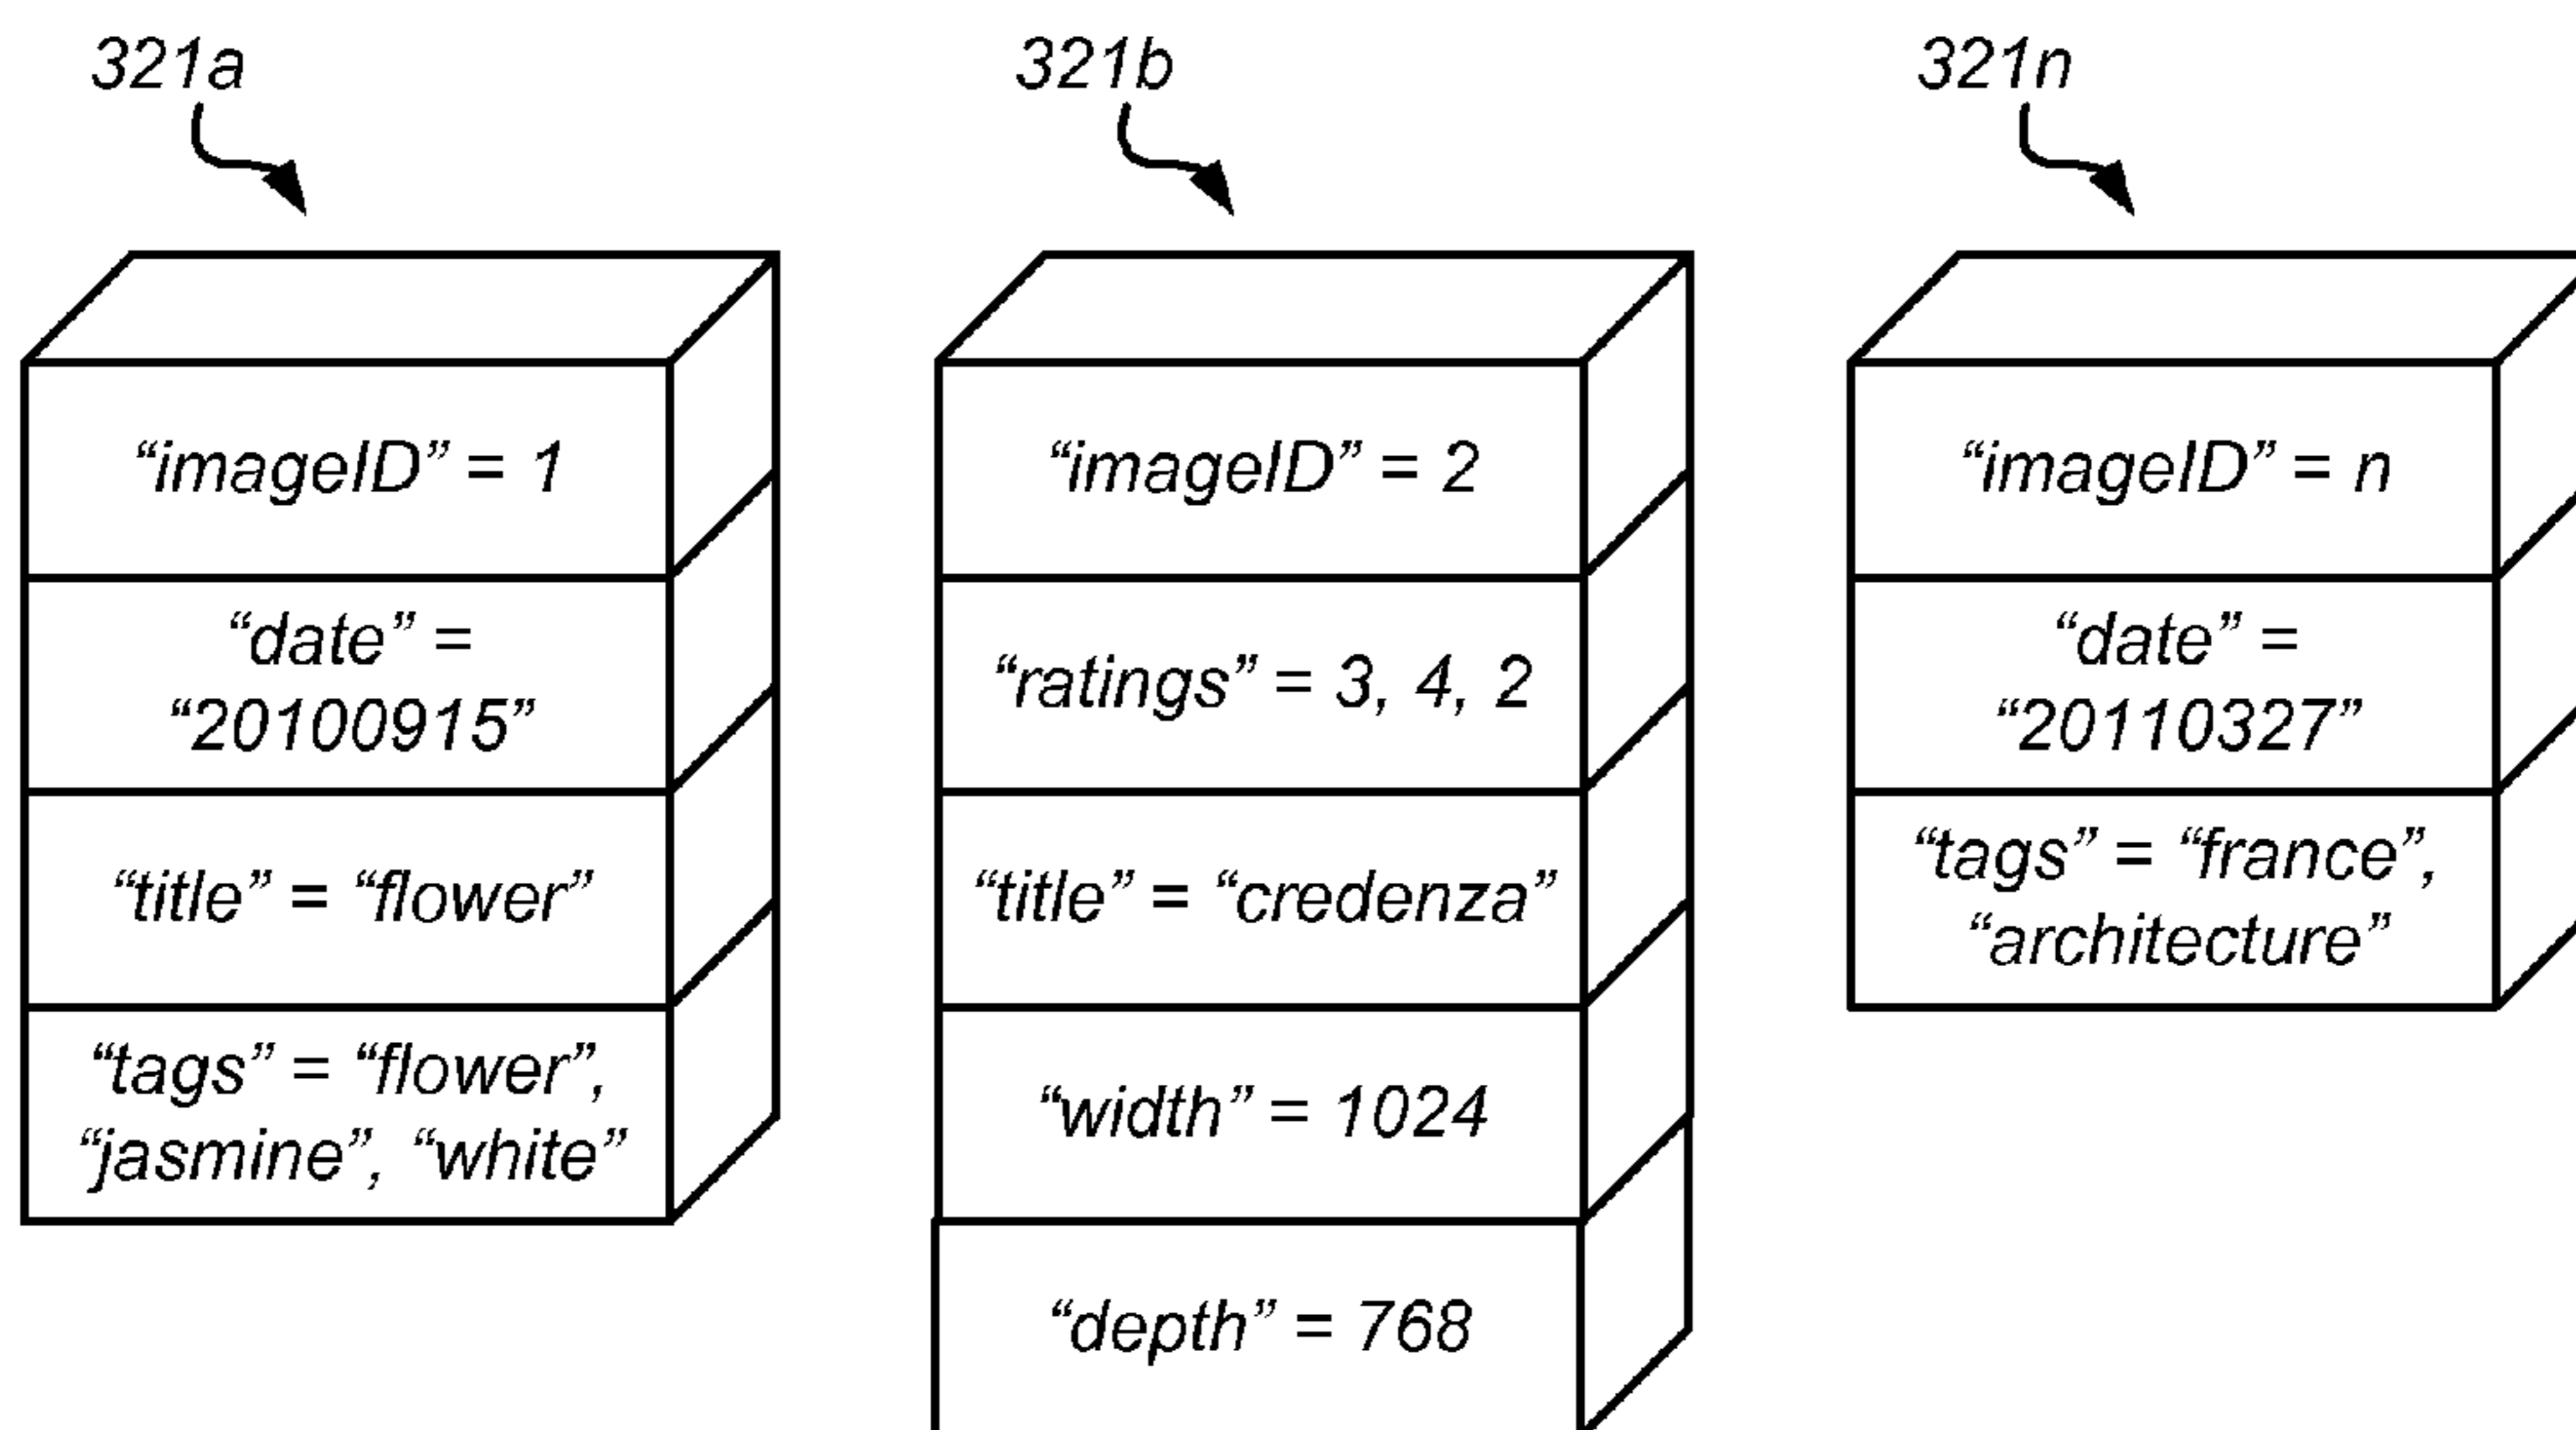 321a
“imageID” = 1
“date” =
“20100915”
“title” = “flower”
“tags” = “flower”,
“jasmine”, “white”
321b
“imageID” = 2
“ratings” = 3, 4, 2
“title” = “credenza”
“width” = 1024
“depth” = 768
321n
“imageID” = n
“date” =
“20110327”
“tags” = “france”,
“architecture”